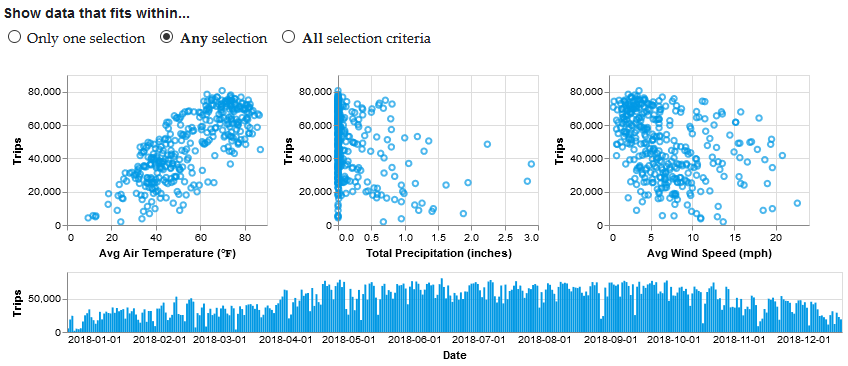 Show data that fits within...
Only one selection Any selection All selection criteria
80,000 80,000 80,000
60,000 60,000 60,000
Trips Trips Trips
40,000 40,000 40,000
20,000 20,000 20,000
0 0 0
0 20 40 60 80 0.0 0.5 1.0 1.5 2.0 2.5 3.0 0 5 10 15 20
Avg Air Temperature (°F) Total Precipitation (inches) Avg Wind Speed (mph)
Trips
50,000
0
2018-01-01 2018-02-01 2018-03-01 2018-04-01 2018-05-01 2018-06-01 2018-07-01 2018-08-01 2018-09-01 2018-10-01 2018-11-01 2018-12-01
Date